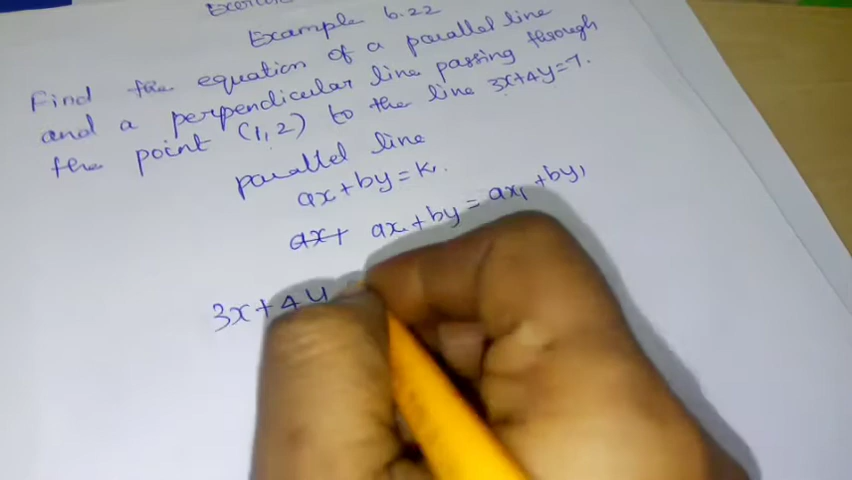 Example 6.22
Find the equation of a parallel line
and a perpendicular line passing through
the point (1,2) to the line 3x+4y=7.
parallel line
ax+by=k₁.
ax+ ax+by=ax₁+by₁
3x+4y